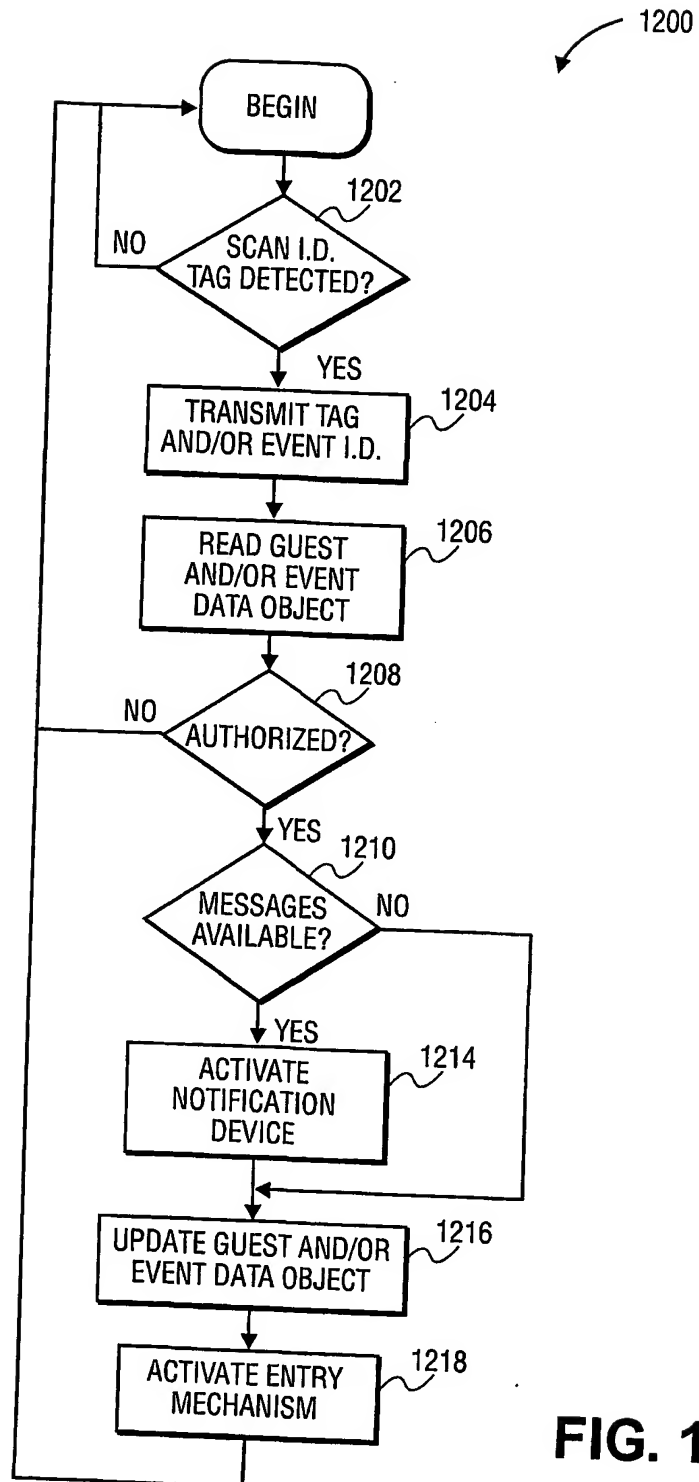 1200
BEGIN
1202
NO
SCAN I.D.
TAG DETECTED?
YES
1204
TRANSMIT TAG
AND/OR EVENT I.D.
1206
READ GUEST
AND/OR EVENT
DATA OBJECT
1208
NO
AUTHORIZED?
YES
1210
MESSAGES
AVAILABLE?
NO
YES
1214
ACTIVATE
NOTIFICATION
DEVICE
1216
UPDATE GUEST AND/OR
EVENT DATA OBJECT
1218
ACTIVATE ENTRY
MECHANISM
FIG. 1